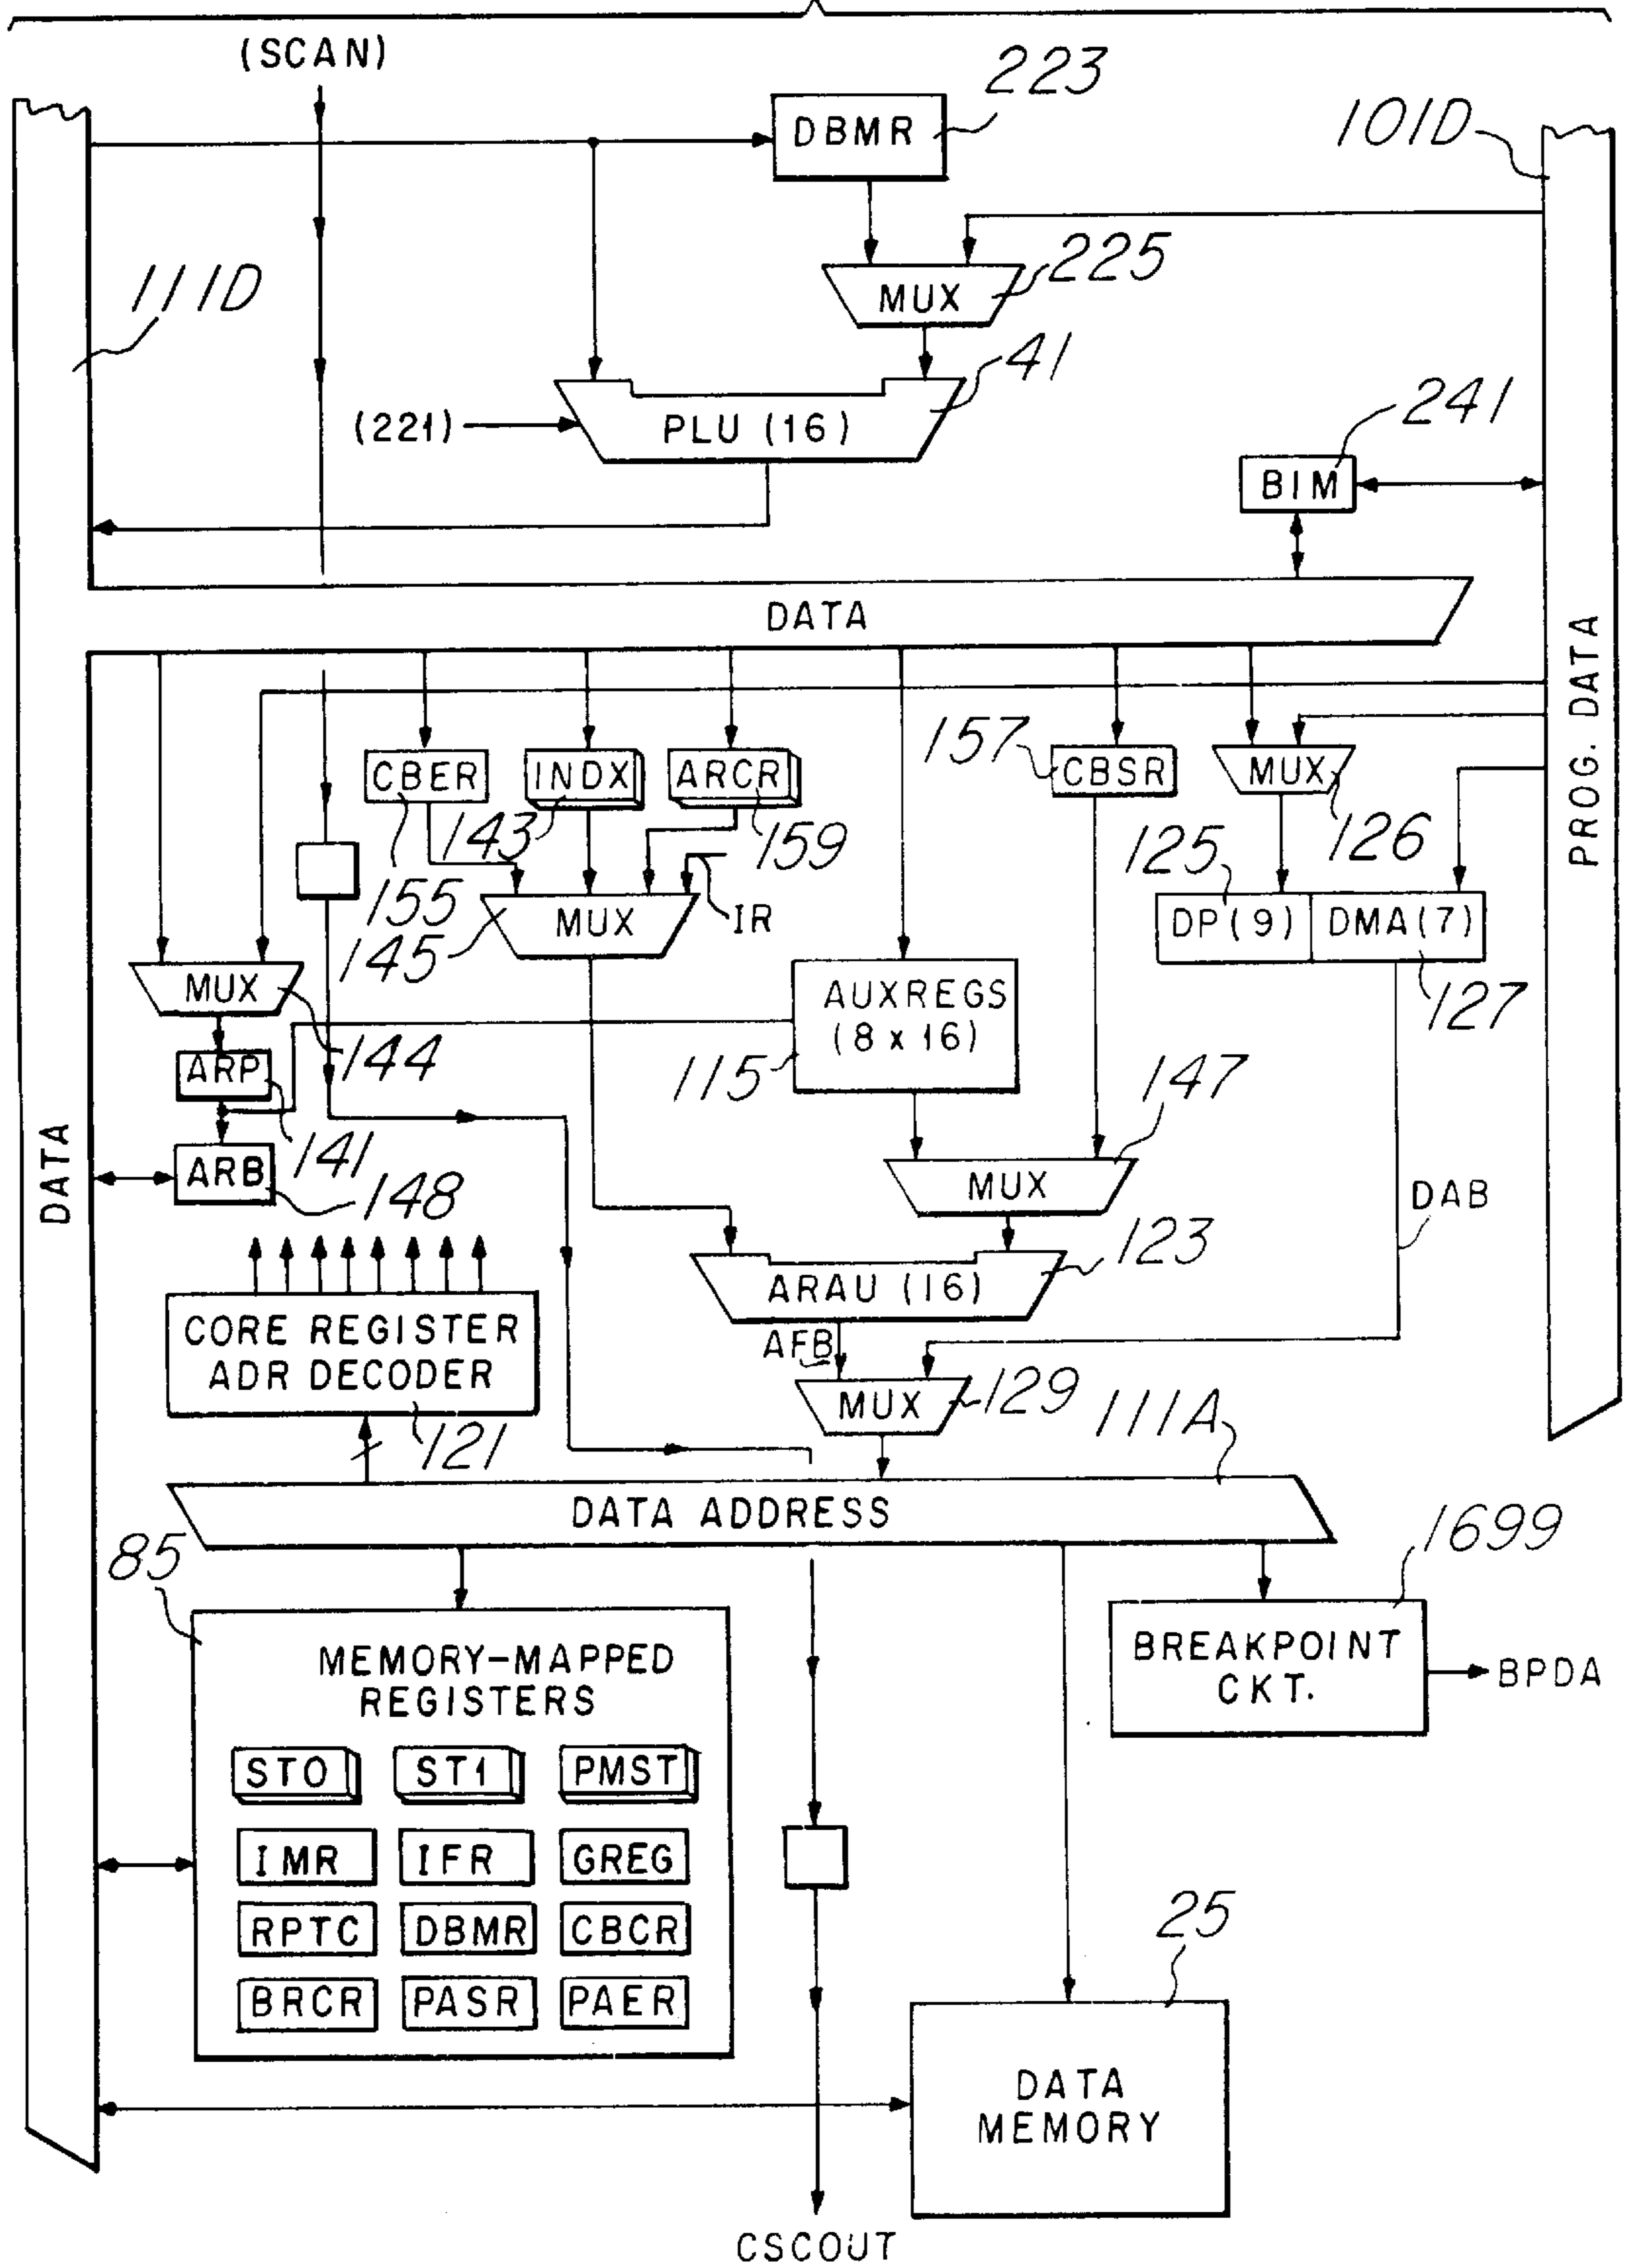 (SCAN)
223
DBMR
101D
225
MUX
111D
41
(221)
PLU (16)
241
BIM
DATA
PROG. DATA
157
CBER
INDX
ARCR
CBSR
MUX
143
159
126
155
125
145
MUX
IR
DP(9)
DMA(7)
127
MUX
AUXREGS
(8 x 16)
144
115
ARP
147
141
DATA
ARB
148
MUX
DAB
123
ARAU (16)
CORE REGISTER
ADR DECODER
AFB
121
MUX
129
111A
DATA ADDRESS
85
1699
MEMORY-MAPPED
REGISTERS
BREAKPOINT
CKT.
BPDA
STO
ST1
PMST
IMR
IFR
GREG
RPTC
DBMR
CBCR
25
BRCR
PASR
PAER
DATA
MEMORY
CSCOUT